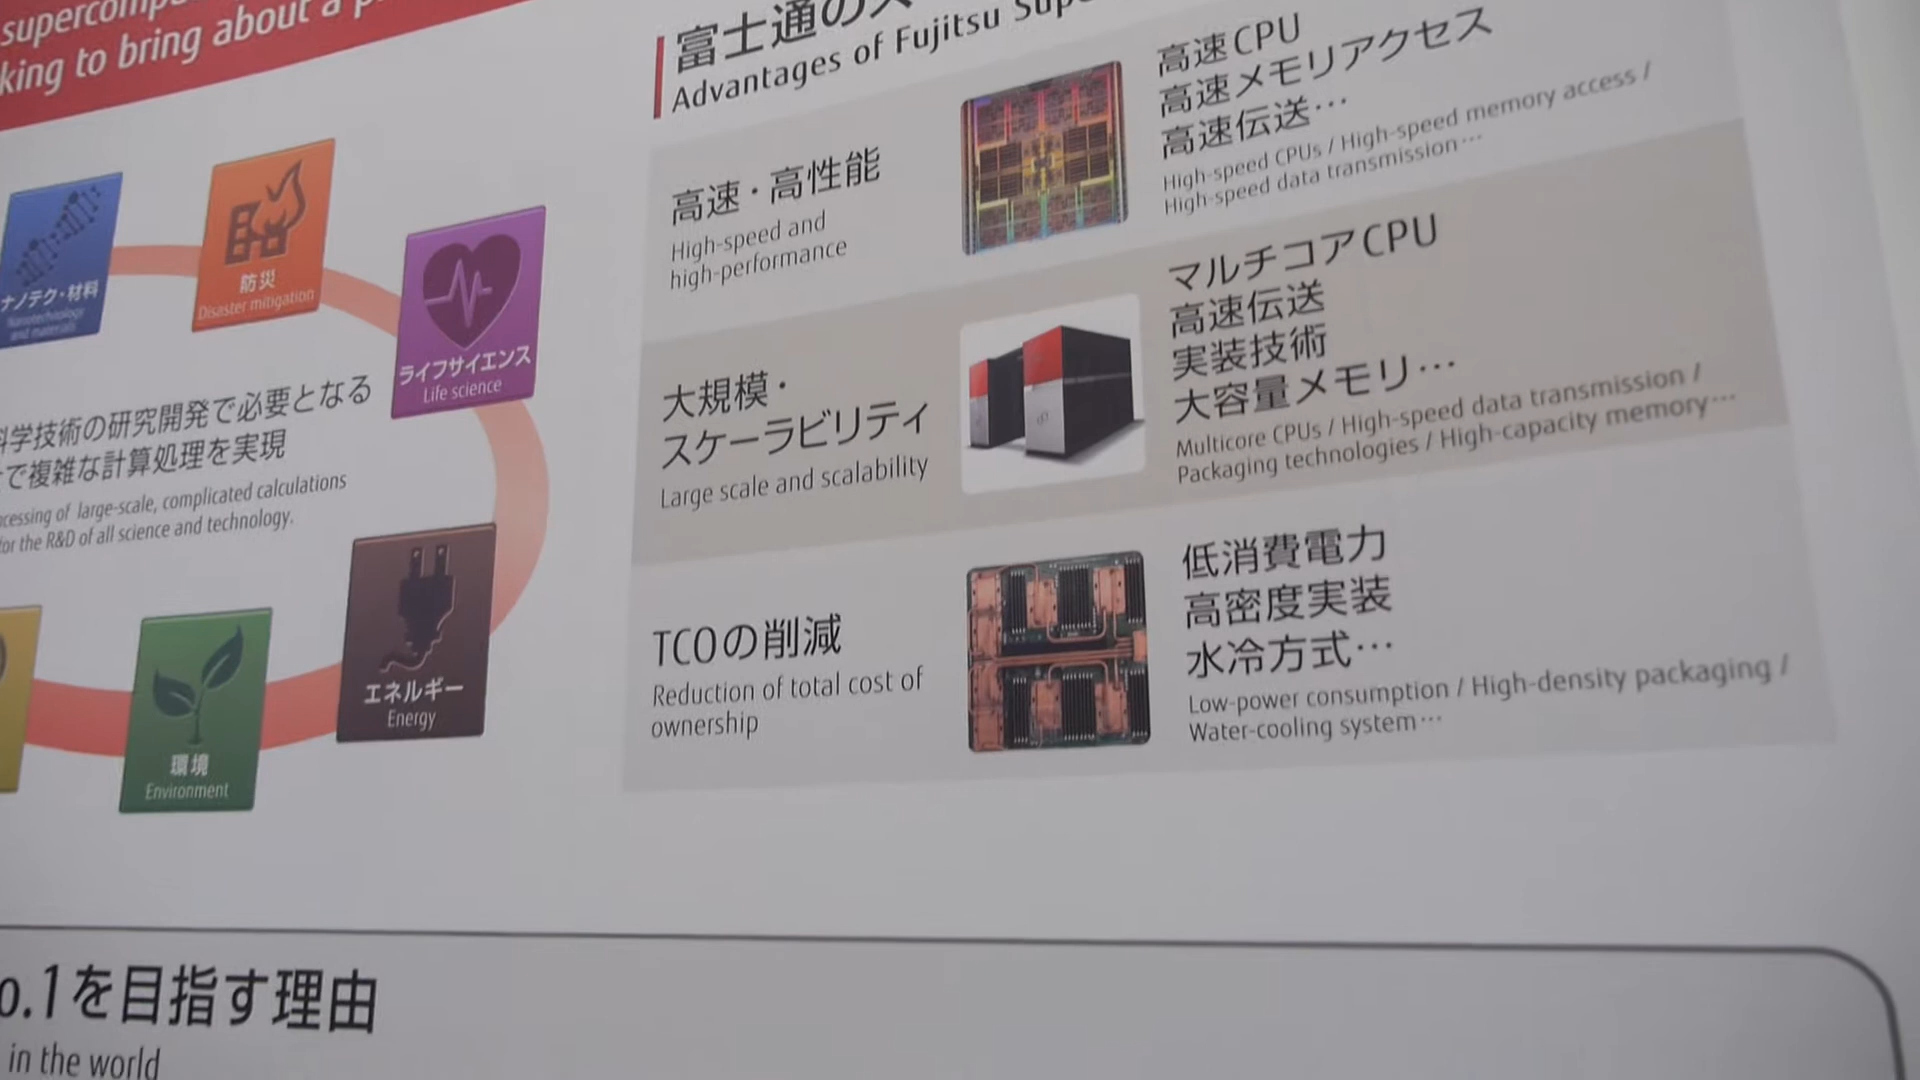 king to bring about a
ナノテク・材料
Nanotechnology
and materials
防災
Disaster mitigation
ライフサイエンス
Life science
科学技術の研究開発で必要となる
で複雑な計算処理を実現
of large-scale, complicated calculations
for the R&D of all science and technology.
環境
Environment
エネルギー
Energy
富士通の
Advantages of Fujitsu
高速・高性能
High-speed and
high-performance
高速CPU
高速メモリアクセス
高速伝送…
High-speed CPUs / High-speed memory access /
High-speed data transmission…
大規模・
スケーラビリティ
Large scale and scalability
マルチコアCPU
高速伝送
実装技術
大容量メモリ…
Multicore CPUs / High-speed data transmission /
Packaging technologies / High-capacity memory…
TCOの削減
Reduction of total cost of
ownership
低消費電力
高密度実装
水冷方式…
Low-power consumption / High-density packaging /
Water-cooling system…
o.1を目指す理由
in the world